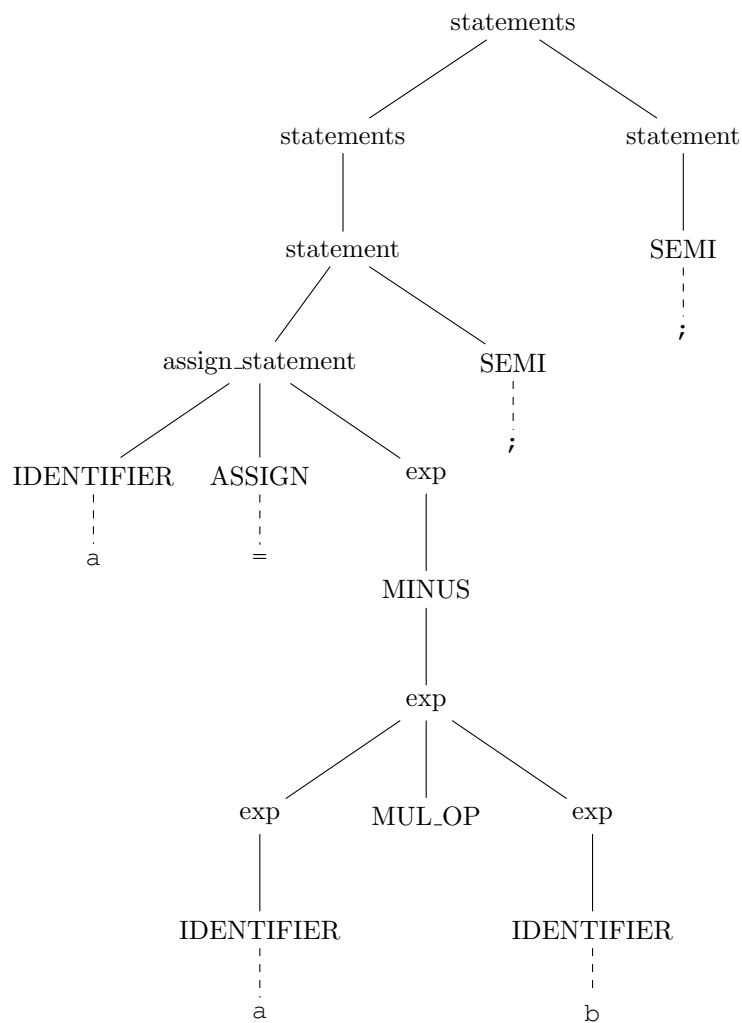 statements
statements statement
statement SEMI
;
assign_statement SEMI
;
IDENTIFIER ASSIGN exp
a =
MINUS
exp
exp MUL_OP exp
IDENTIFIER IDENTIFIER
a b